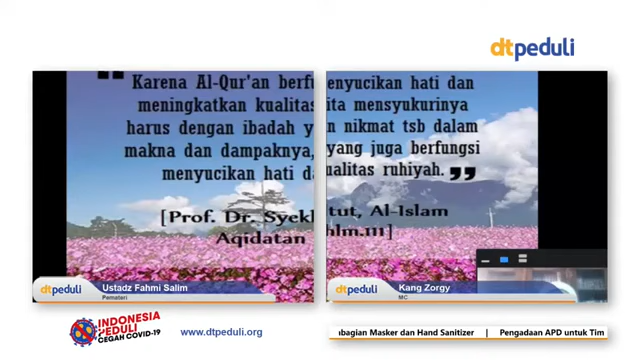 dtpeduli
Karena Al-Qur'an berf
meningkatkan kualitas
harus dengan ibadah y
makna dan dampaknya,
menyucikan hati da
[Prof. Dr. Syekh
Aqidatan
enyucikan hati dan
ita mensyukurinya
n nikmat tsb dalam
yang juga berfungsi
ualitas ruhiyah.
tut, Al-Islam
hlm.111]
dtpeduli
Ustadz Fahmi Salim
Pemateri
dtpeduli
Kang Zorgy
MC
INDONESIA
PEDULI
CEGAH COVID-19
www.dtpeduli.org
bagian Masker dan Hand Sanitizer | Pengadaan APD untuk Tim